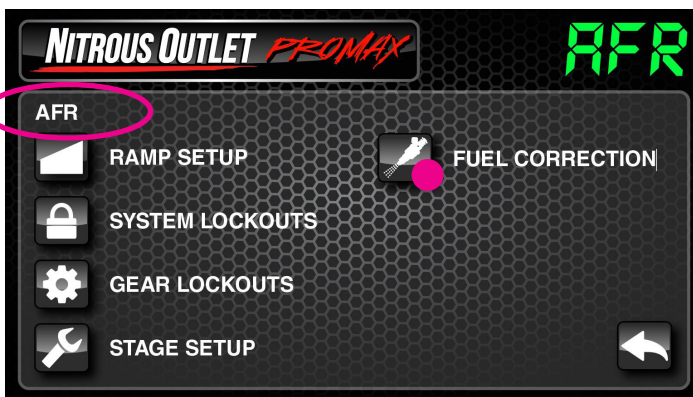 NITROUS OUTLET PROMAX
AFR
AFR
RAMP SETUP
FUEL CORRECTION
SYSTEM LOCKOUTS
GEAR LOCKOUTS
STAGE SETUP